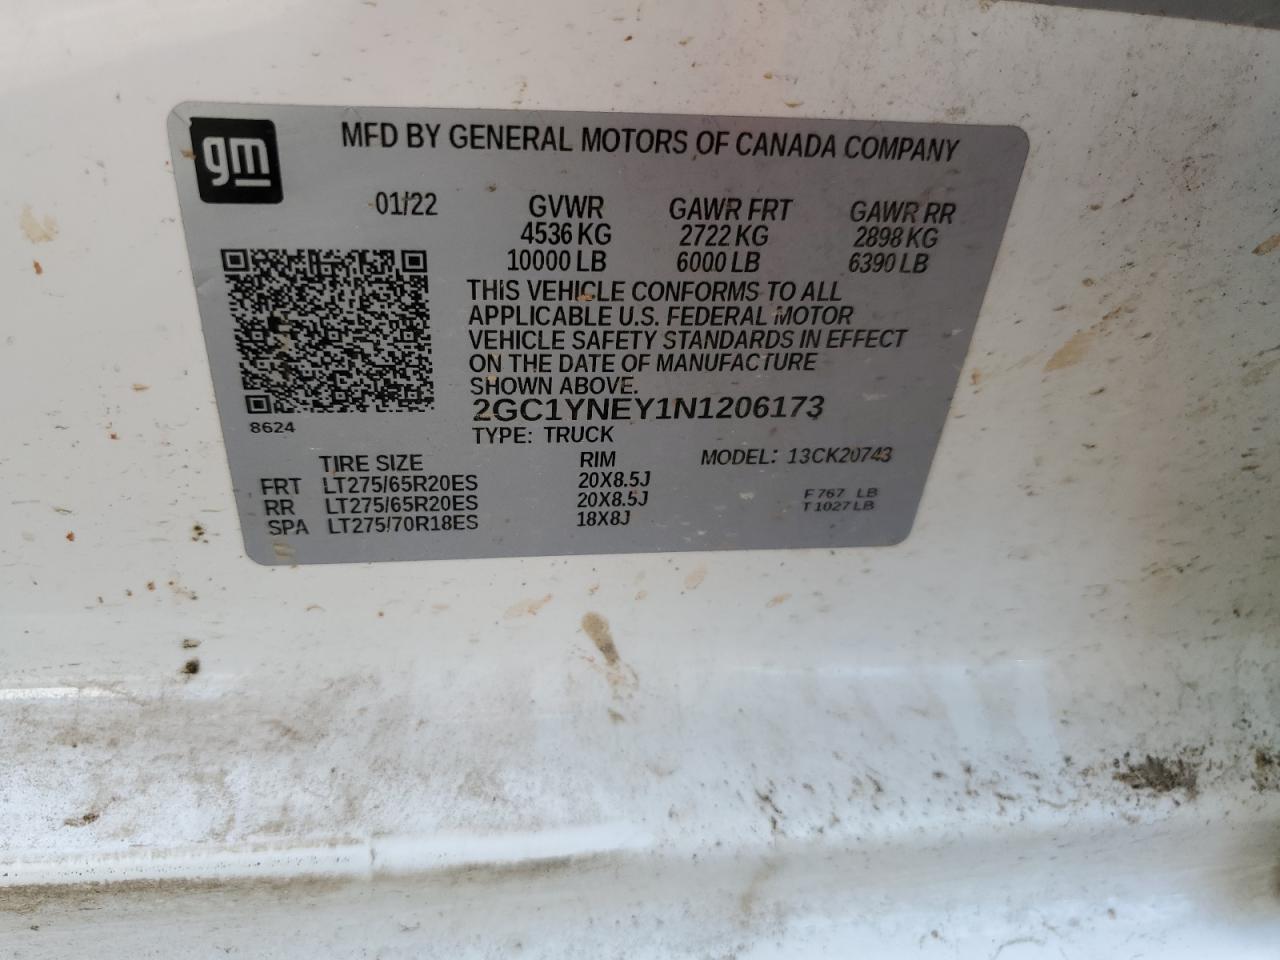 gm
MFD BY GENERAL MOTORS OF CANADA COMPANY
01/22 GVWR GAWR FRT GAWR RR
4536 KG 2722 KG 2898 KG
10000 LB 6000 LB 6390 LB
THIS VEHICLE CONFORMS TO ALL
APPLICABLE U.S. FEDERAL MOTOR
VEHICLE SAFETY STANDARDS IN EFFECT
ON THE DATE OF MANUFACTURE
SHOWN ABOVE.
2GC1YNEY1N1206173
8624
TYPE: TRUCK
TIRE SIZE RIM MODEL: 13CK20743
FRT LT275/65R20ES 20X8.5J
RR LT275/65R20ES 20X8.5J F 767 LB
SPA LT275/70R18ES 18X8J T 1027 LB